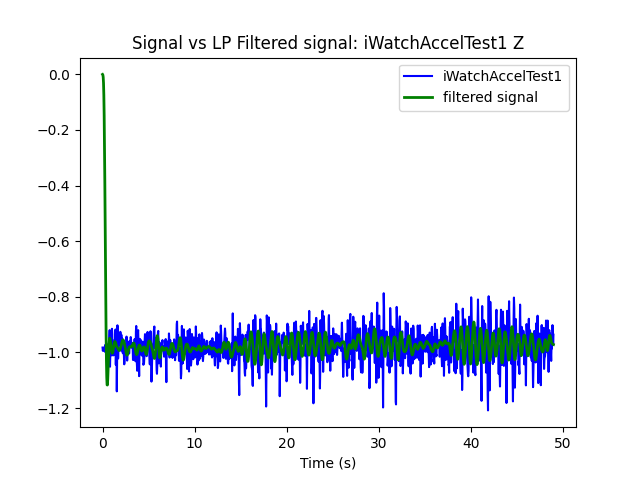 Signal vs LP Filtered signal: iWatchAccelTest1 Z
iWatchAccelTest1
filtered signal
0.0
−0.2
−0.4
−0.6
−0.8
−1.0
−1.2
0 10 20 30 40 50
Time (s)